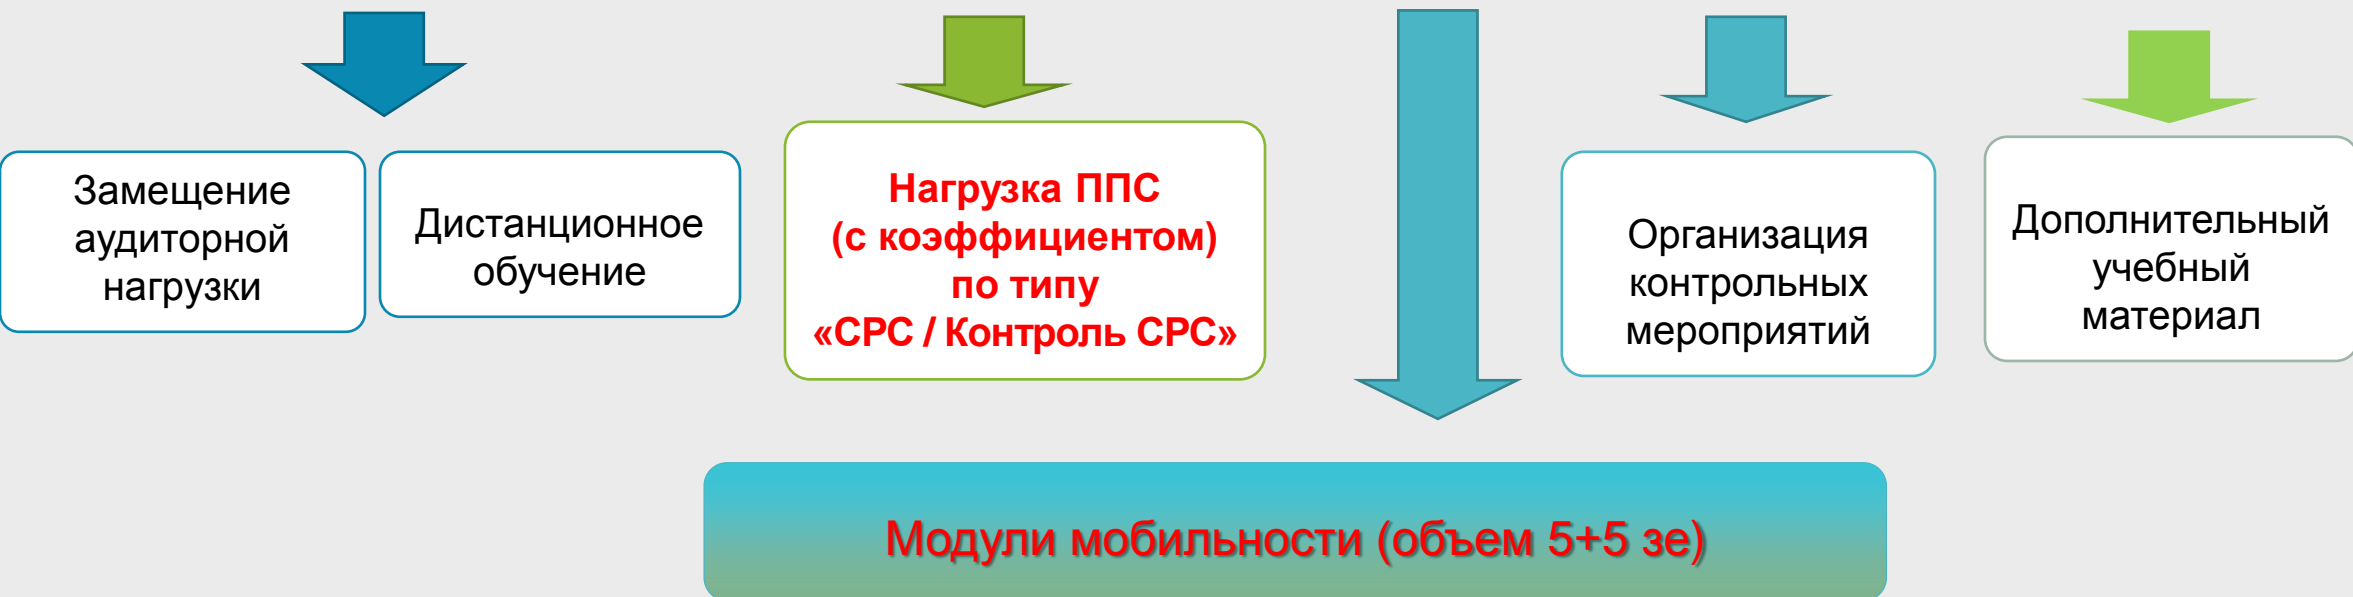 Замещение
аудиторной
нагрузки
Дистанционное
обучение
Нагрузка ППС
(с коэффициентом)
по типу
«СРС / Контроль СРС»
Организация
контрольных
мероприятий
Дополнительный
учебный
материал
Модули мобильности (объем 5+5 зе)